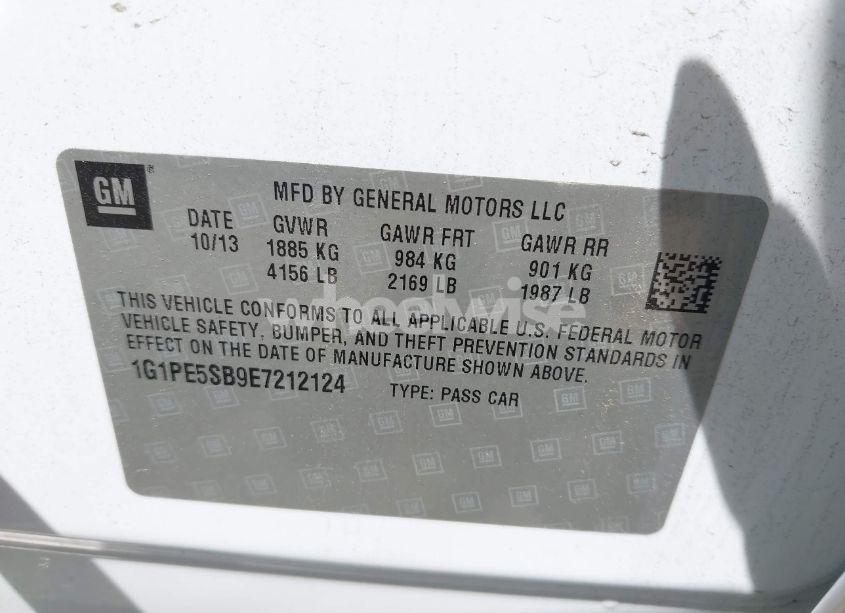 GM
MFD BY GENERAL MOTORS LLC
DATE GVWR GAWR FRT GAWR RR
10/13 1885 KG 984 KG 901 KG
4156 LB 2169 LB 1987 LB
THIS VEHICLE CONFORMS TO ALL APPLICABLE U.S. FEDERAL MOTOR
VEHICLE SAFETY, BUMPER, AND THEFT PREVENTION STANDARDS IN
EFFECT ON THE DATE OF MANUFACTURE SHOWN ABOVE.
1G1PE5SB9E7212124 TYPE: PASS CAR
wheelwise